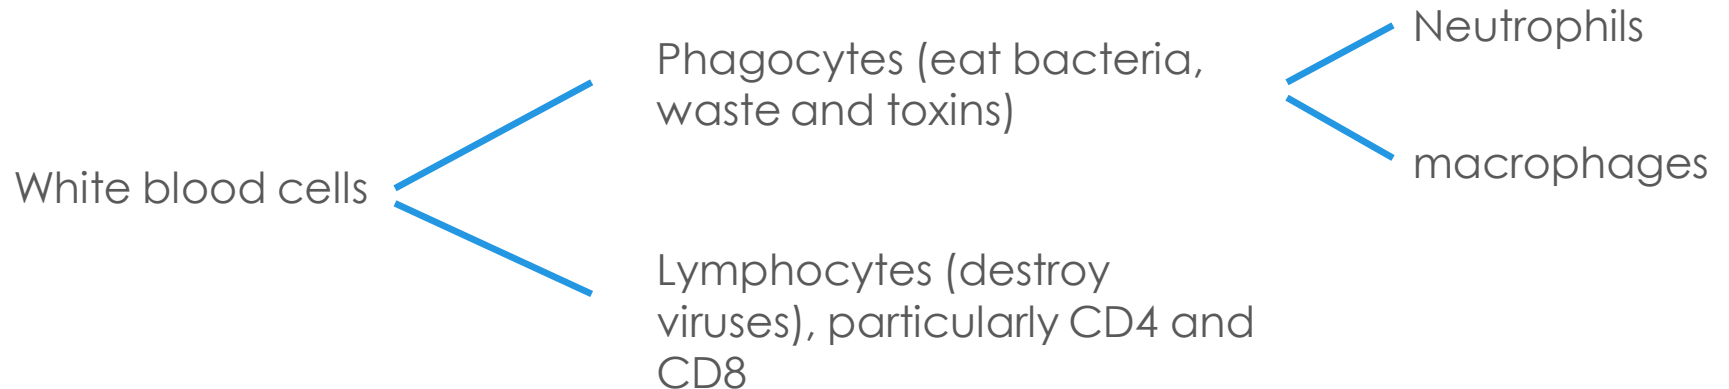 White blood cells
Phagocytes (eat bacteria,
waste and toxins)
Neutrophils
macrophages
Lymphocytes (destroy
viruses), particularly CD4 and
CD8